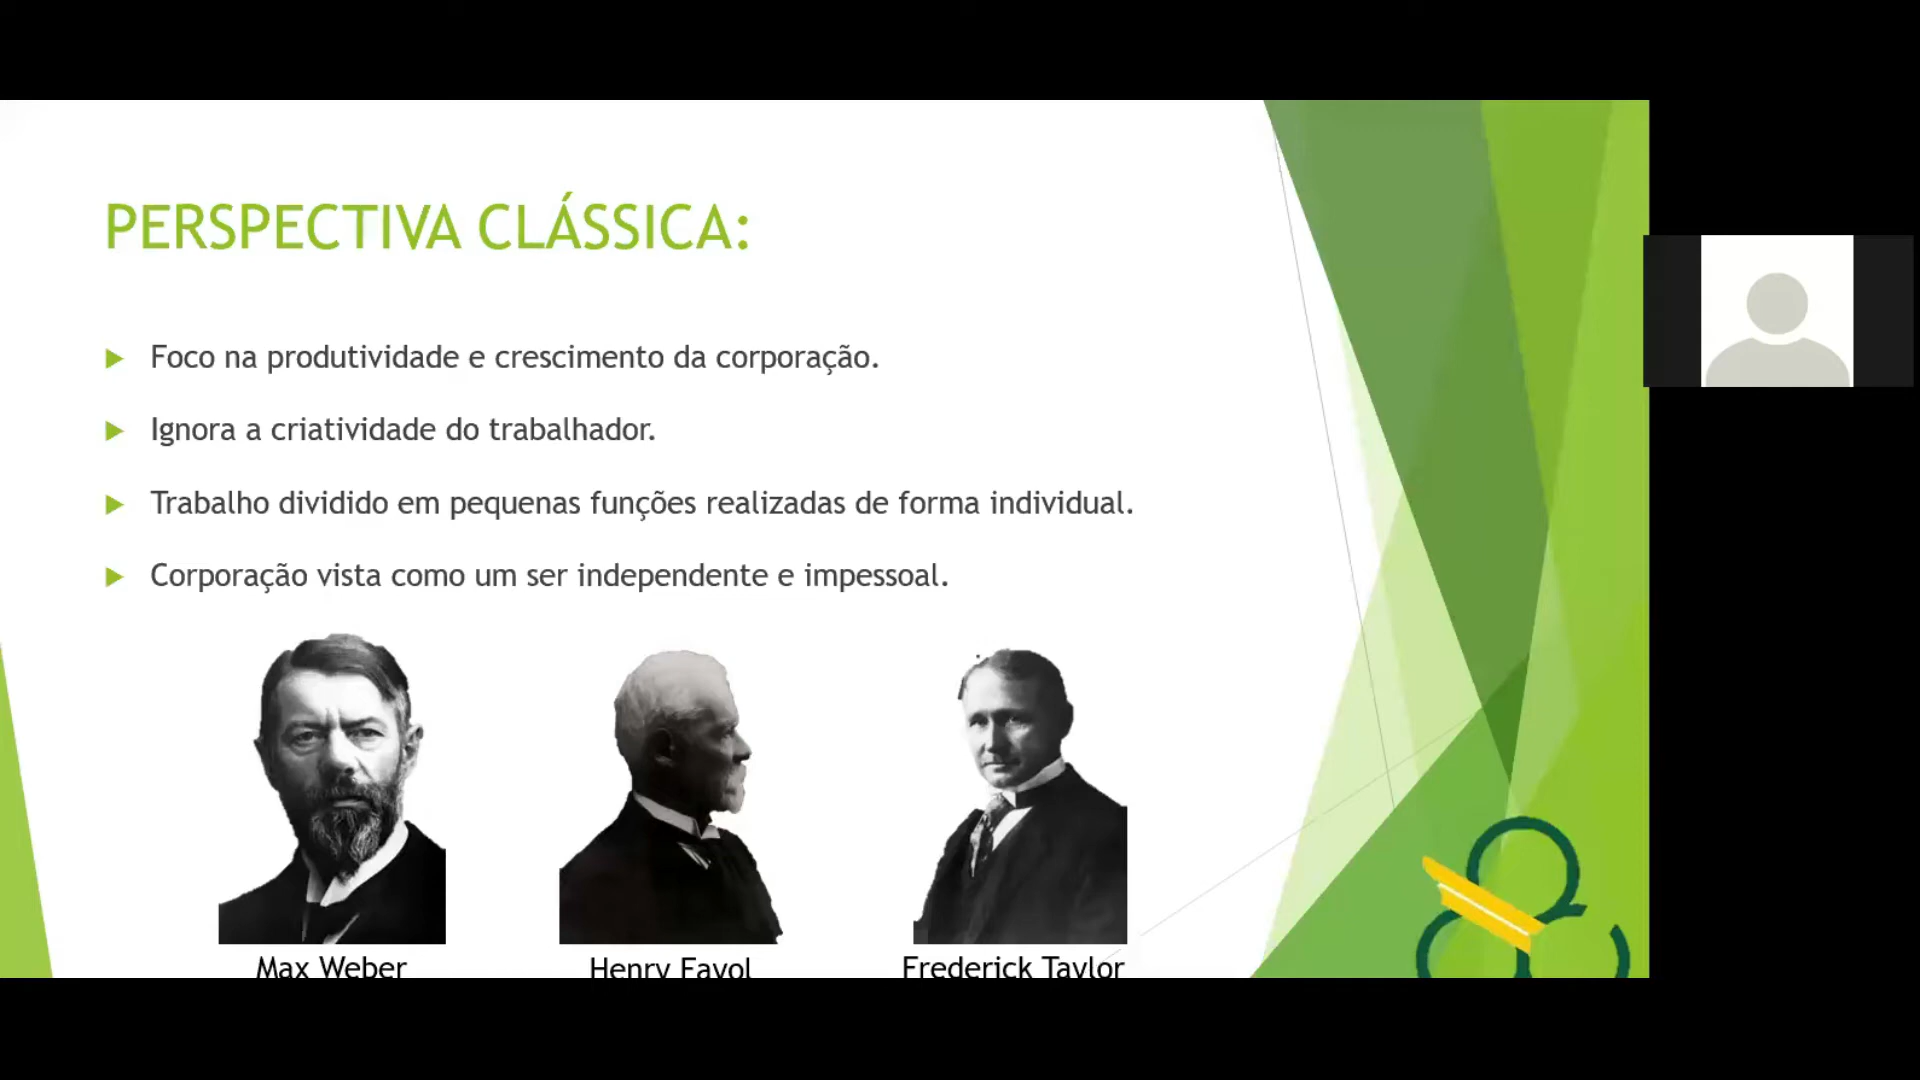 PERSPECTIVA CLÁSSICA:
Foco na produtividade e crescimento da corporação.
Ignora a criatividade do trabalhador.
Trabalho dividido em pequenas funções realizadas de forma individual.
Corporação vista como um ser independente e impessoal.
Max Weber Henry Fayol Frederick Taylor